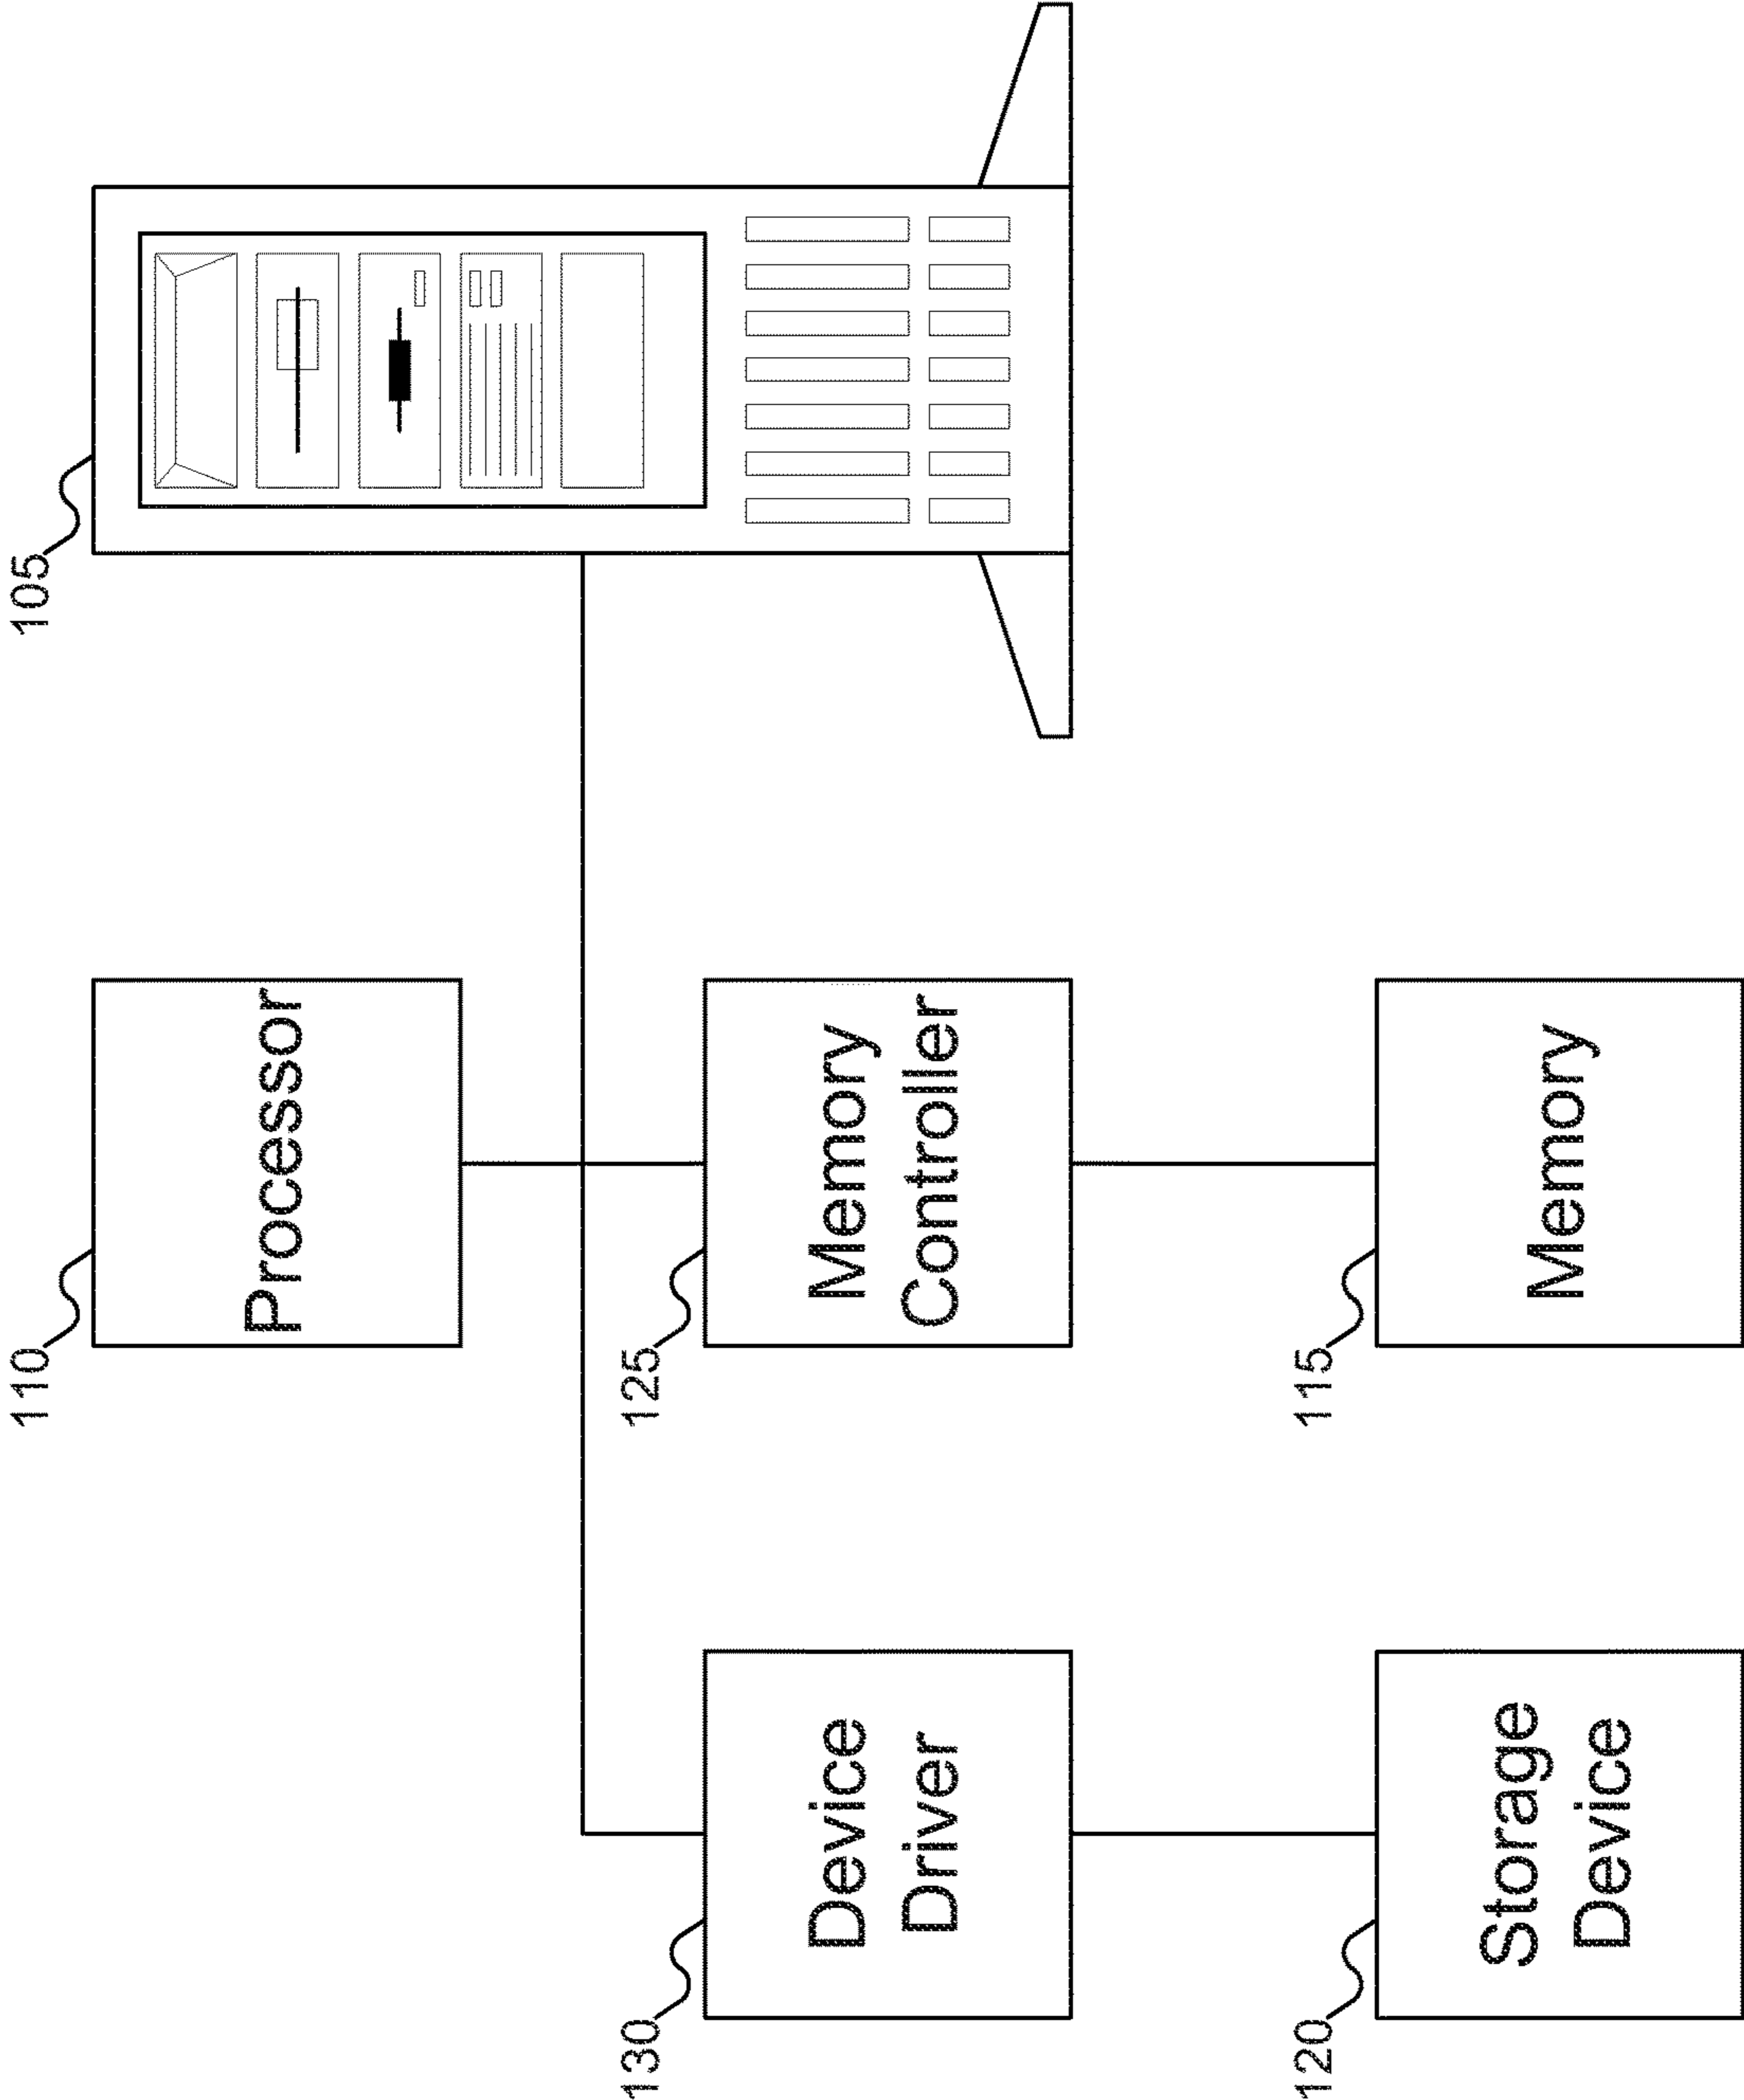 130
Device
Driver
120
Storage
Device
110
Processor
125
Memory
Controller
115
Memory
105